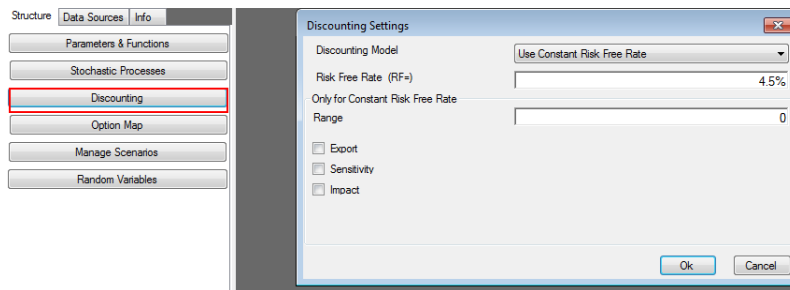 Structure Data Sources Info
Parameters & Functions
Stochastic Processes
Discounting
Option Map
Manage Scenarios
Random Variables
Discounting Settings
Discounting Model Use Constant Risk Free Rate
Risk Free Rate (RF=) 4.5%
Only for Constant Risk Free Rate
Range 0
Export
Sensitivity
Impact
Ok Cancel